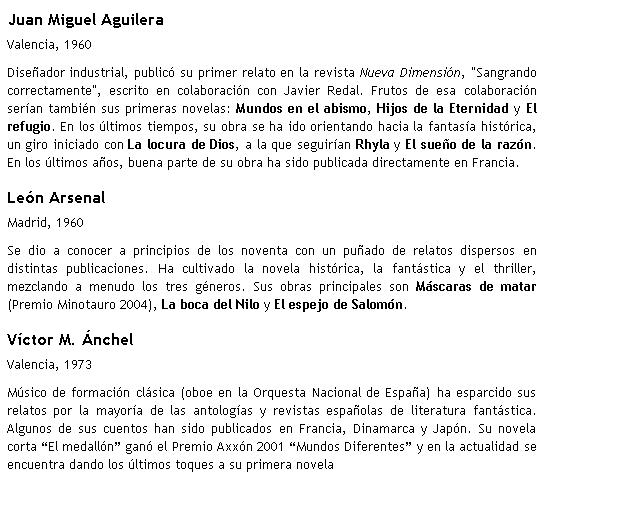 Juan Miguel Aguilera
Valencia, 1960
Diseñador industrial, publicó su primer relato en la revista Nueva Dimensión, "Sangrando
correctamente", escrito en colaboración con Javier Redal. Frutos de esa colaboración
serían también sus primeras novelas: Mundos en el abismo, Hijos de la Eternidad y El
refugio. En los últimos tiempos, su obra se ha ido orientando hacia la fantasía histórica,
un giro iniciado con La locura de Dios, a la que seguirían Rhyla y El sueño de la razón.
En los últimos años, buena parte de su obra ha sido publicada directamente en Francia.
León Arsenal
Madrid, 1960
Se dio a conocer a principios de los noventa con un puñado de relatos dispersos en
distintas publicaciones. Ha cultivado la novela histórica, la fantástica y el thriller,
mezclando a menudo los tres géneros. Sus obras principales son Máscaras de matar
(Premio Minotauro 2004), La boca del Nilo y El espejo de Salomón.
Víctor M. Ánchel
Valencia, 1973
Músico de formación clásica (oboe en la Orquesta Nacional de España) ha esparcido sus
relatos por la mayoría de las antologías y revistas españolas de literatura fantástica.
Algunos de sus cuentos han sido publicados en Francia, Dinamarca y Japón. Su novela
corta “El medallón” ganó el Premio Axxón 2001 “Mundos Diferentes” y en la actualidad se
encuentra dando los últimos toques a su primera novela